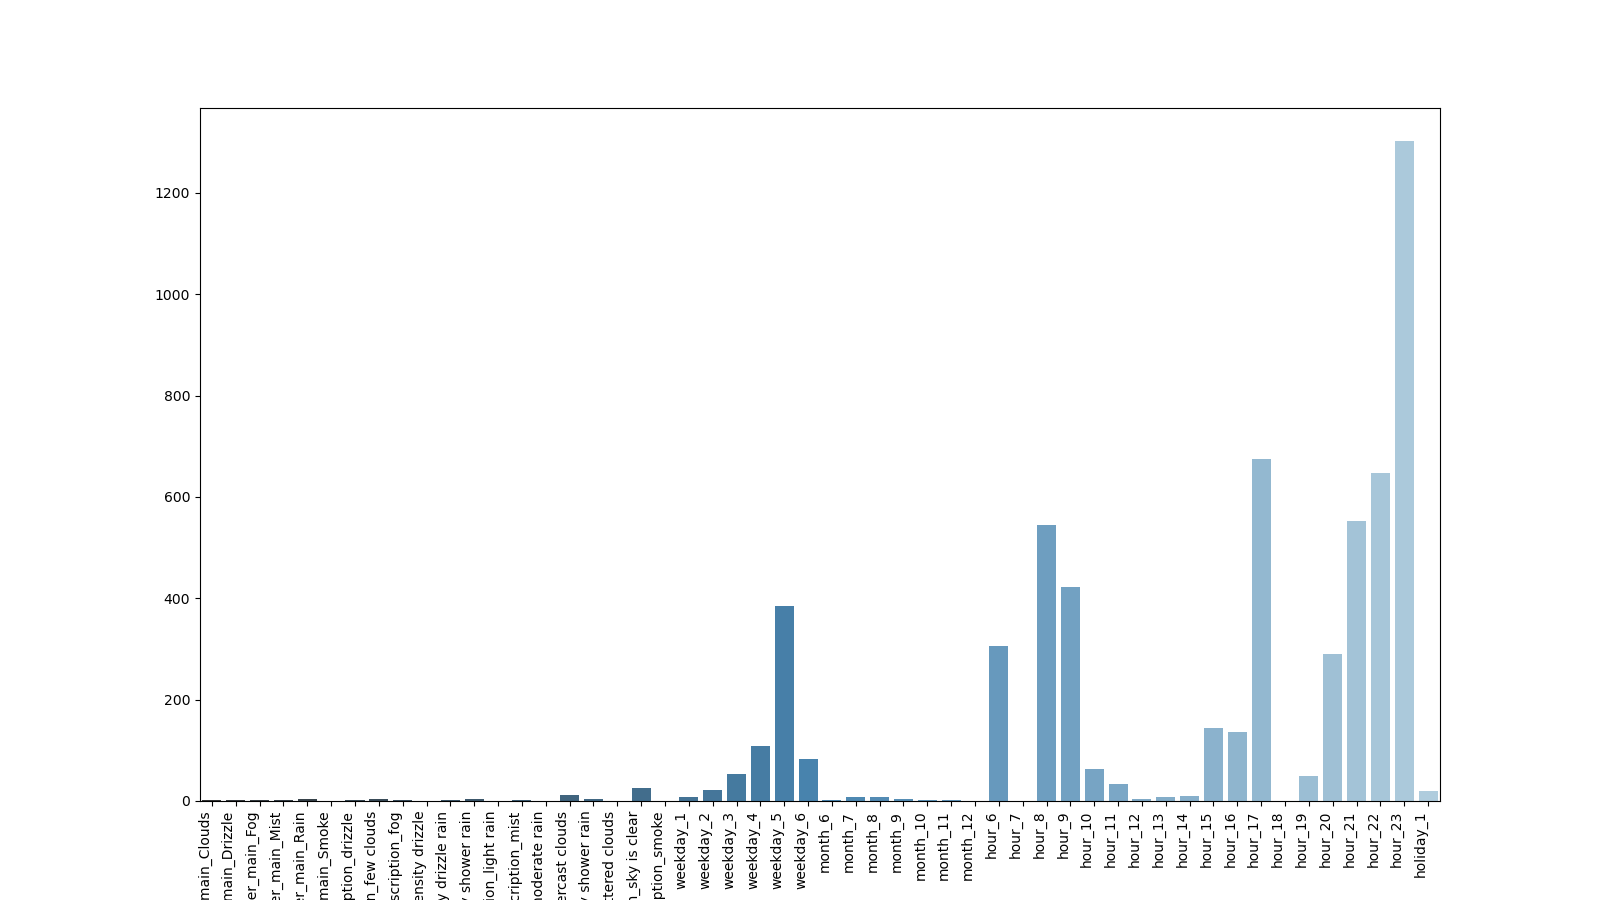 1200
1000
800
600
400
200
0
main_Clouds
main_Drizzle
er_main_Fog
er_main_Mist
er_main_Rain
main_Smoke
ption_drizzle
n_few clouds
scription_fog
ensity drizzle
y drizzle rain
y shower rain
ion_light rain
cription_mist
moderate rain
ercast clouds
y shower rain
ttered clouds
n_sky is clear
ption_smoke
weekday_1
weekday_2
weekday_3
weekday_4
weekday_5
weekday_6
month_6
month_7
month_8
month_9
month_10
month_11
month_12
hour_6
hour_7
hour_8
hour_9
hour_10
hour_11
hour_12
hour_13
hour_14
hour_15
hour_16
hour_17
hour_18
hour_19
hour_20
hour_21
hour_22
hour_23
holiday_1